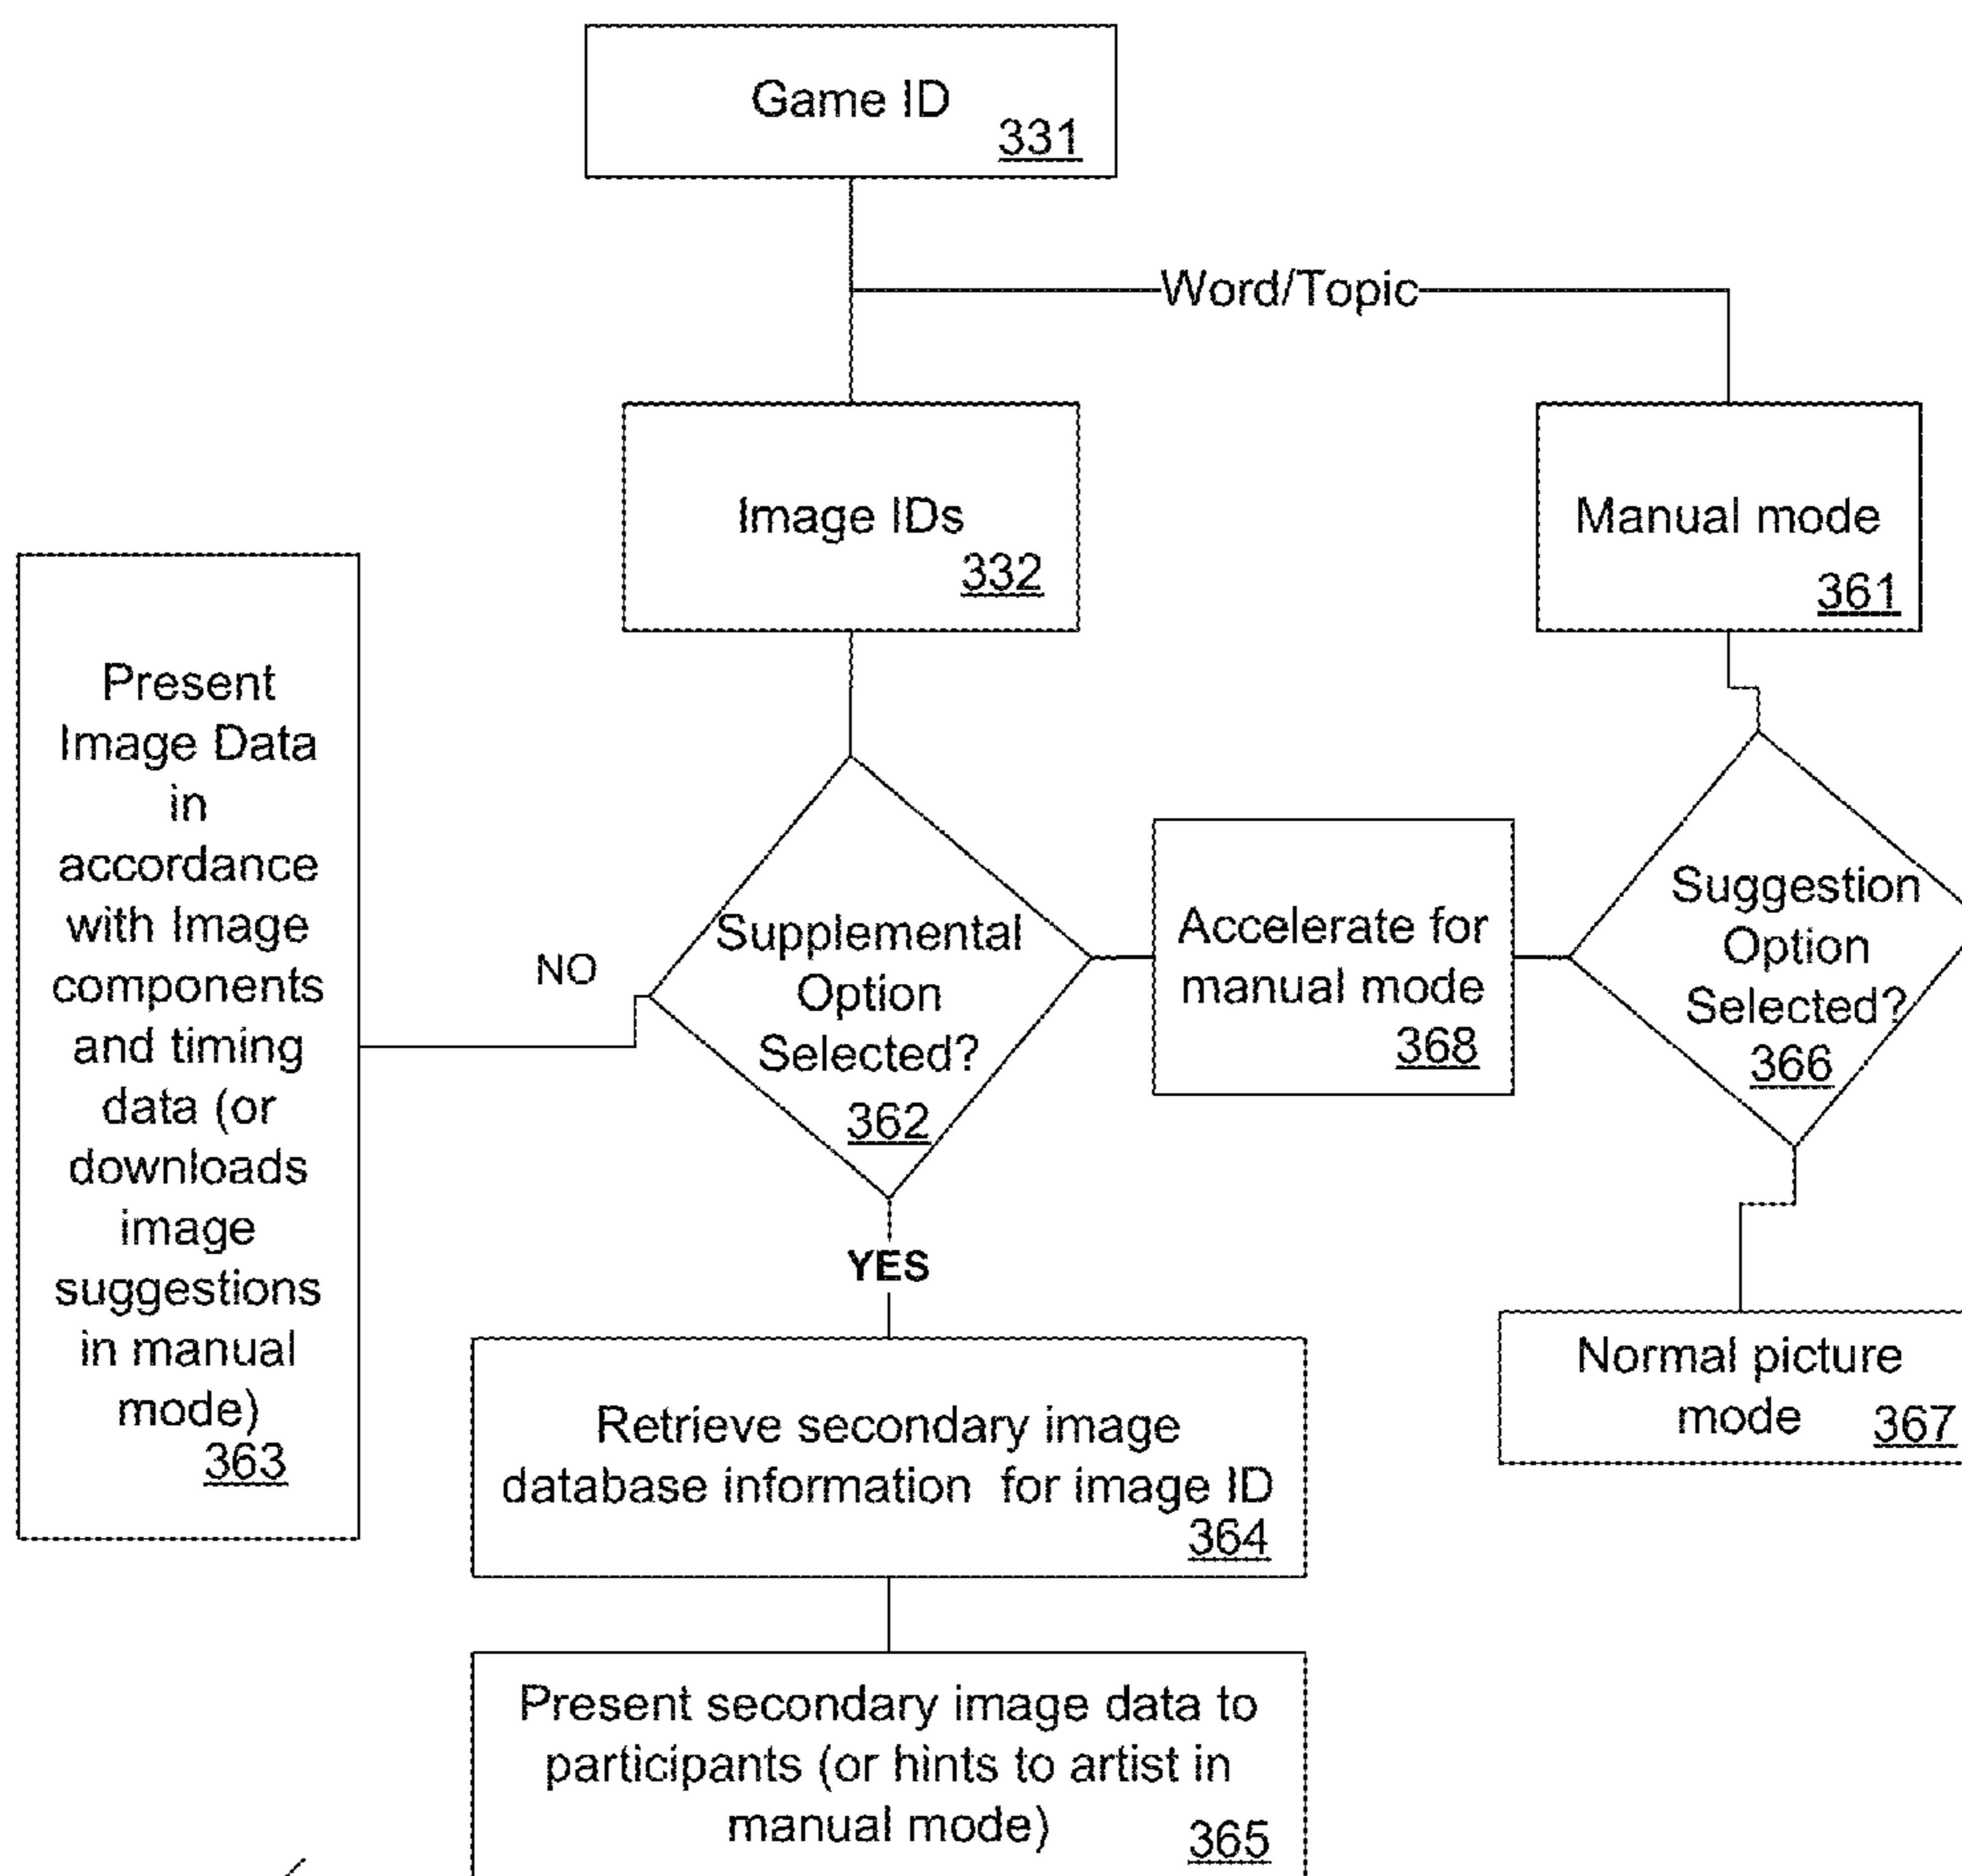 Game ID
331
Word/Topic
Image IDs
332
Manual mode
361
Present
Image Data
in
accordance
with Image
components
and timing
data (or
downloads
image
suggestions
in manual
mode)
363
NO
Supplemental
Option
Selected?
362
Accelerate for
manual mode
368
Suggestion
Option
Selected?
366
YES
Normal picture
mode 367
Retrieve secondary image
database information for image ID
364
Present secondary image data to
participants (or hints to artist in
manual mode)
365